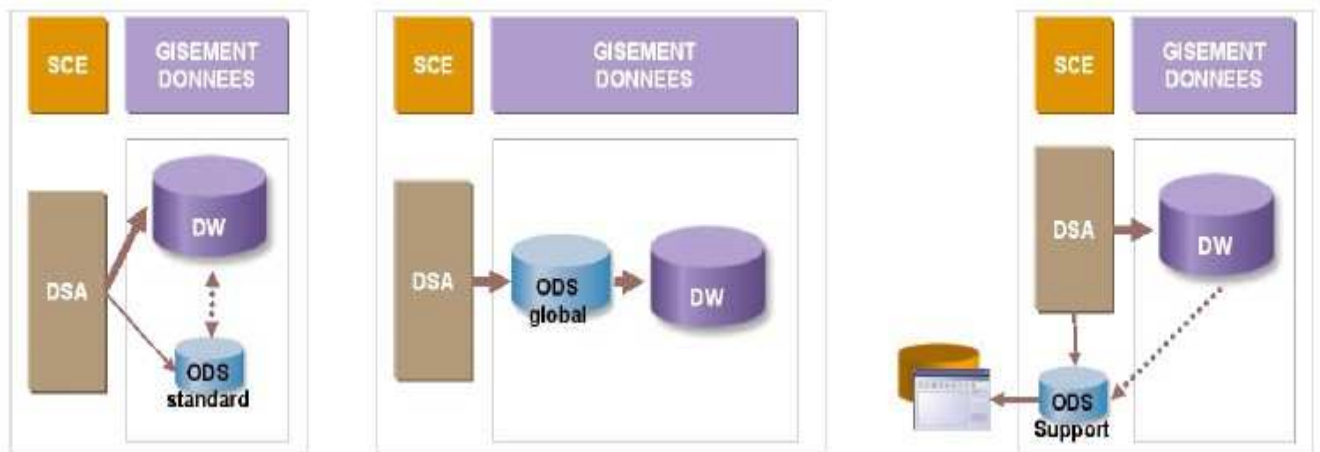 SCE
GISEMENT
DONNEES
DSA
DW
ODS
standard
SCE
GISEMENT
DONNEES
DSA
ODS
global
DW
SCE
GISEMENT
DONNEES
DSA
DW
ODS
Support